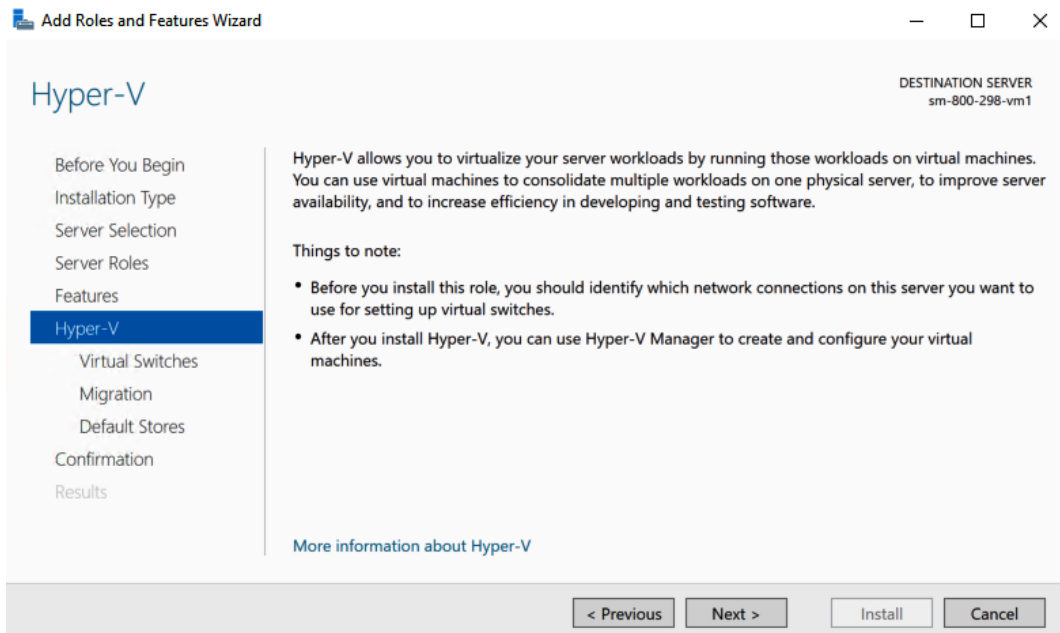 Add Roles and Features Wizard
Hyper-V
DESTINATION SERVER
sm-800-298-vm1
Before You Begin
Installation Type
Server Selection
Server Roles
Features
Hyper-V
Virtual Switches
Migration
Default Stores
Confirmation
Results
Hyper-V allows you to virtualize your server workloads by running those workloads on virtual machines.
You can use virtual machines to consolidate multiple workloads on one physical server, to improve server
availability, and to increase efficiency in developing and testing software.
Things to note:
• Before you install this role, you should identify which network connections on this server you want to
use for setting up virtual switches.
• After you install Hyper-V, you can use Hyper-V Manager to create and configure your virtual
machines.
More information about Hyper-V
< Previous
Next >
Install
Cancel